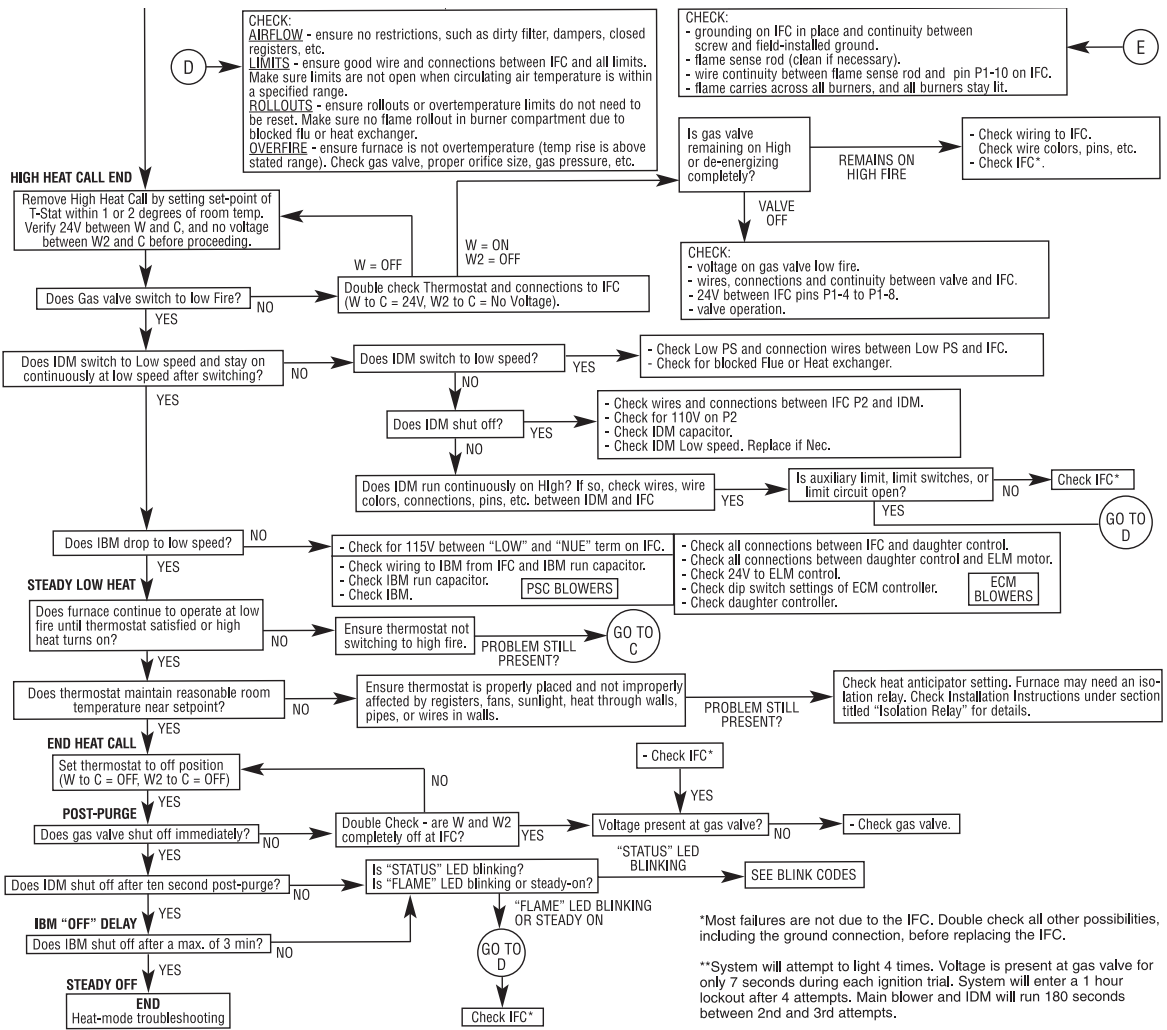 D
CHECK:
AIRFLOW - ensure no restrictions, such as dirty filter, dampers, closed
registers, etc.
LIMITS - ensure good wire and connections between IFC and all limits.
Make sure limits are not open when circulating air temperature is within
a specified range.
ROLLOUTS - ensure rollouts or overtemperature limits do not need to
be reset. Make sure no flame rollout in burner compartment due to
blocked flu or heat exchanger.
OVERFIRE - ensure furnace is not overtemperature (temp rise is above
stated range). Check gas valve, proper orifice size, gas pressure, etc.
CHECK:
- grounding on IFC in place and continuity between
screw and field-installed ground.
- flame sense rod (clean if necessary).
- wire continuity between flame sense rod and pin P1-10 on IFC.
- flame carries across all burners, and all burners stay lit.
E
Is gas valve
remaining on High
or de-energizing
completely?
REMAINS ON
HIGH FIRE
- Check wiring to IFC.
Check wire colors, pins, etc.
- Check IFC*.
VALVE
OFF
CHECK:
- voltage on gas valve low fire.
- wires, connections and continuity between valve and IFC.
- 24V between IFC pins P1-4 to P1-8.
- valve operation.
HIGH HEAT CALL END
Remove High Heat Call by setting set-point of
T-Stat within 1 or 2 degrees of room temp.
Verify 24V between W and C, and no voltage
between W2 and C before proceeding.
W = OFF
W = ON
W2 = OFF
Does Gas valve switch to low Fire?
NO
YES
Double check Thermostat and connections to IFC
(W to C = 24V, W2 to C = No Voltage).
Does IDM switch to Low speed and stay on
continuously at low speed after switching?
NO
YES
Does IDM switch to low speed?
YES
NO
- Check Low PS and connection wires between Low PS and IFC.
- Check for blocked Flue or Heat exchanger.
Does IDM shut off?
YES
NO
- Check wires and connections between IFC P2 and IDM.
- Check for 110V on P2
- Check IDM capacitor.
- Check IDM Low speed. Replace if Nec.
Does IDM run continuously on HIgh? If so, check wires, wire
colors, connections, pins, etc. between IDM and IFC
YES
Is auxiliary limit, limit switches, or
limit circuit open?
NO
YES
Check IFC*
GO TO
D
Does IBM drop to low speed?
NO
YES
- Check for 115V between “LOW” and “NUE” term on IFC.
- Check wiring to IBM from IFC and IBM run capacitor.
- Check IBM run capacitor.
- Check IBM.
PSC BLOWERS
- Check all connections between IFC and daughter control.
- Check all connections between daughter control and ELM motor.
- Check 24V to ELM control.
- Check dip switch settings of ECM controller.
- Check daughter controller.
ECM
BLOWERS
STEADY LOW HEAT
Does furnace continue to operate at low
fire until thermostat satisfied or high
heat turns on?
NO
YES
Ensure thermostat not
switching to high fire.
PROBLEM STILL
PRESENT?
GO TO
C
Does thermostat maintain reasonable room
temperature near setpoint?
NO
YES
Ensure thermostat is properly placed and not improperly
affected by registers, fans, sunlight, heat through walls,
pipes, or wires in walls.
PROBLEM STILL
PRESENT?
Check heat anticipator setting. Furnace may need an iso-
lation relay. Check Installation Instructions under section
titled “Isolation Relay” for details.
END HEAT CALL
Set thermostat to off position
(W to C = OFF, W2 to C = OFF)
NO
YES
- Check IFC*
YES
POST-PURGE
Does gas valve shut off immediately?
NO
YES
Double Check - are W and W2
completely off at IFC?
YES
Voltage present at gas valve?
NO
- Check gas valve.
Does IDM shut off after ten second post-purge?
NO
YES
Is “STATUS” LED blinking?
Is “FLAME” LED blinking or steady-on?
“STATUS” LED
BLINKING
SEE BLINK CODES
“FLAME” LED BLINKING
OR STEADY ON
GO TO
D
Check IFC*
IBM “OFF” DELAY
Does IBM shut off after a max. of 3 min?
NO
YES
STEADY OFF
END
Heat-mode troubleshooting
*Most failures are not due to the IFC. Double check all other possibilities,
including the ground connection, before replacing the IFC.
**System will attempt to light 4 times. Voltage is present at gas valve for
only 7 seconds during each ignition trial. System will enter a 1 hour
lockout after 4 attempts. Main blower and IDM will run 180 seconds
between 2nd and 3rd attempts.